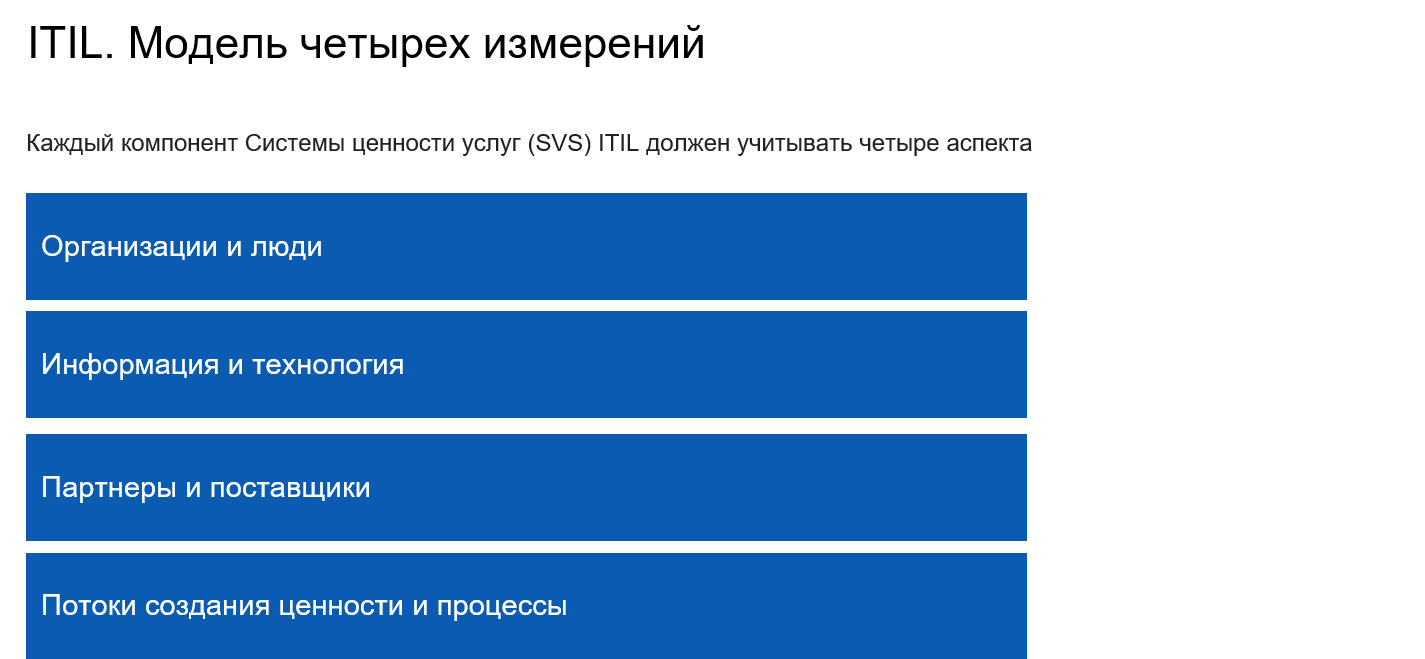 ITIL. Модель четырех измерений
Каждый компонент Системы ценности услуг (SVS) ITIL должен учитывать четыре аспекта
Организации и люди
Информация и технология
Партнеры и поставщики
Потоки создания ценности и процессы